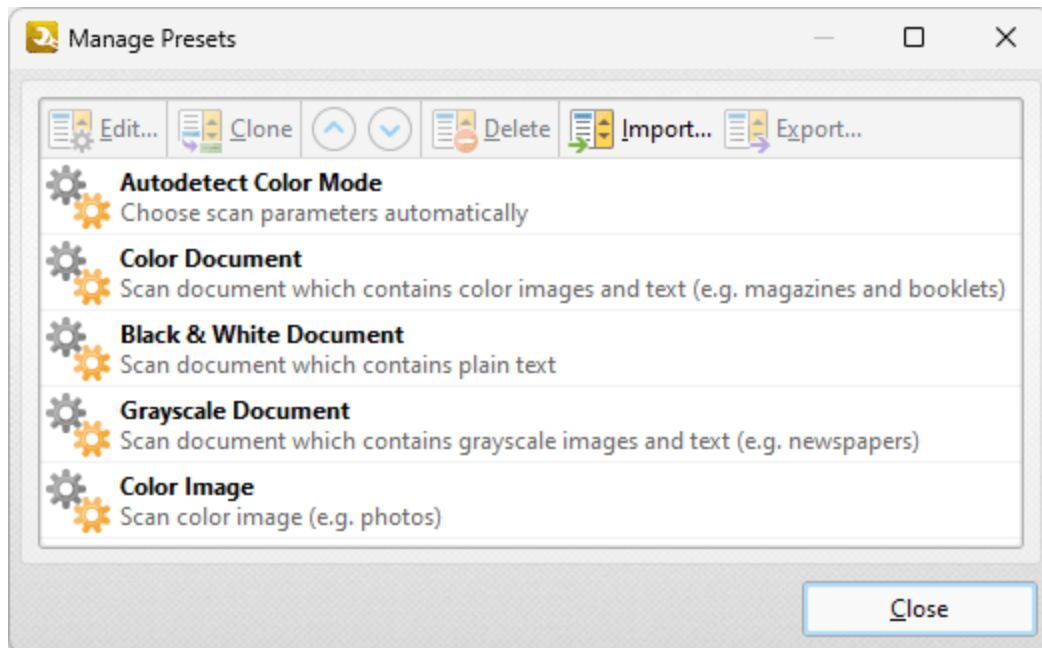 Manage Presets
Edit... Clone Delete Import... Export...
Autodetect Color Mode
Choose scan parameters automatically
Color Document
Scan document which contains color images and text (e.g. magazines and booklets)
Black & White Document
Scan document which contains plain text
Grayscale Document
Scan document which contains grayscale images and text (e.g. newspapers)
Color Image
Scan color image (e.g. photos)
Close